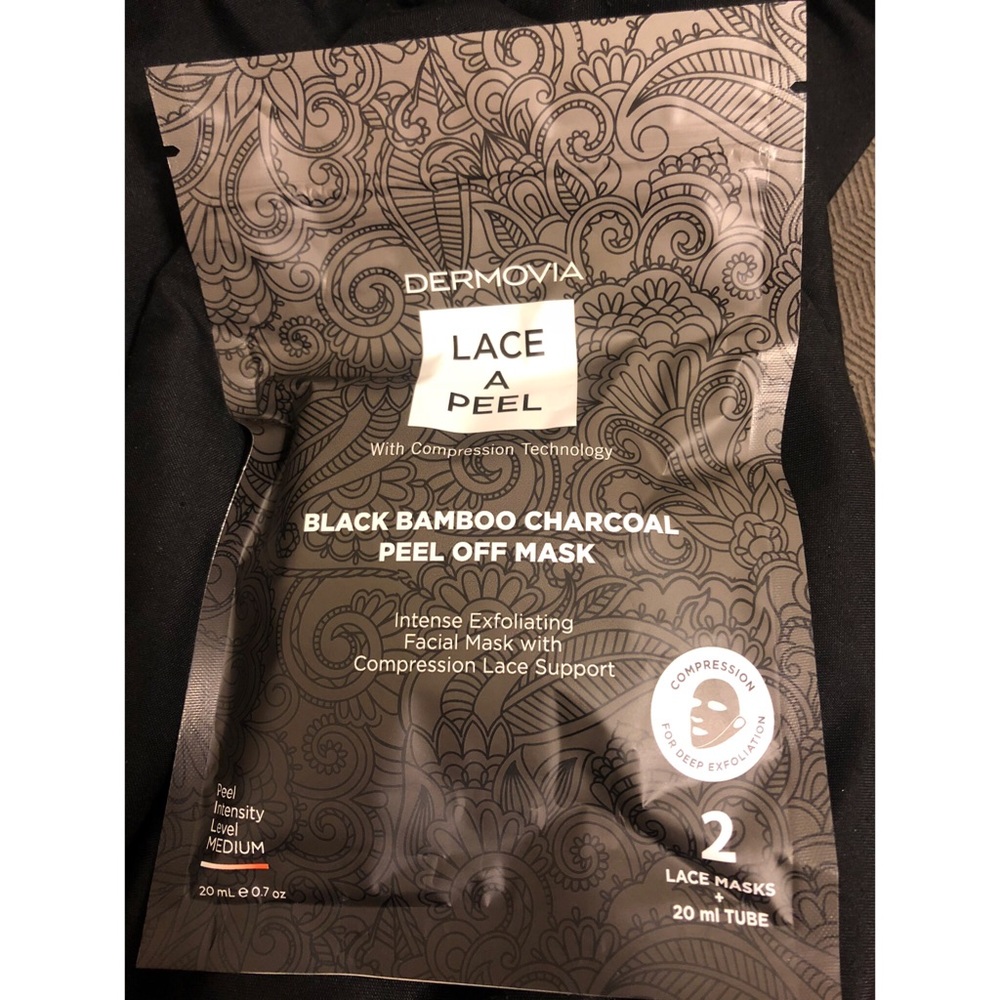 DERMOVIA
LACE
A
PEEL
With Compression Technology
BLACK BAMBOO CHARCOAL
PEEL OFF MASK
Intense Exfoliating
Facial Mask with
Compression Lace Support
COMPRESSION
FOR DEEP EXFOLIATION
Peel
Intensity
Level
MEDIUM
20 mL e 0.7 oz
2
LACE MASKS
+
20 ml TUBE